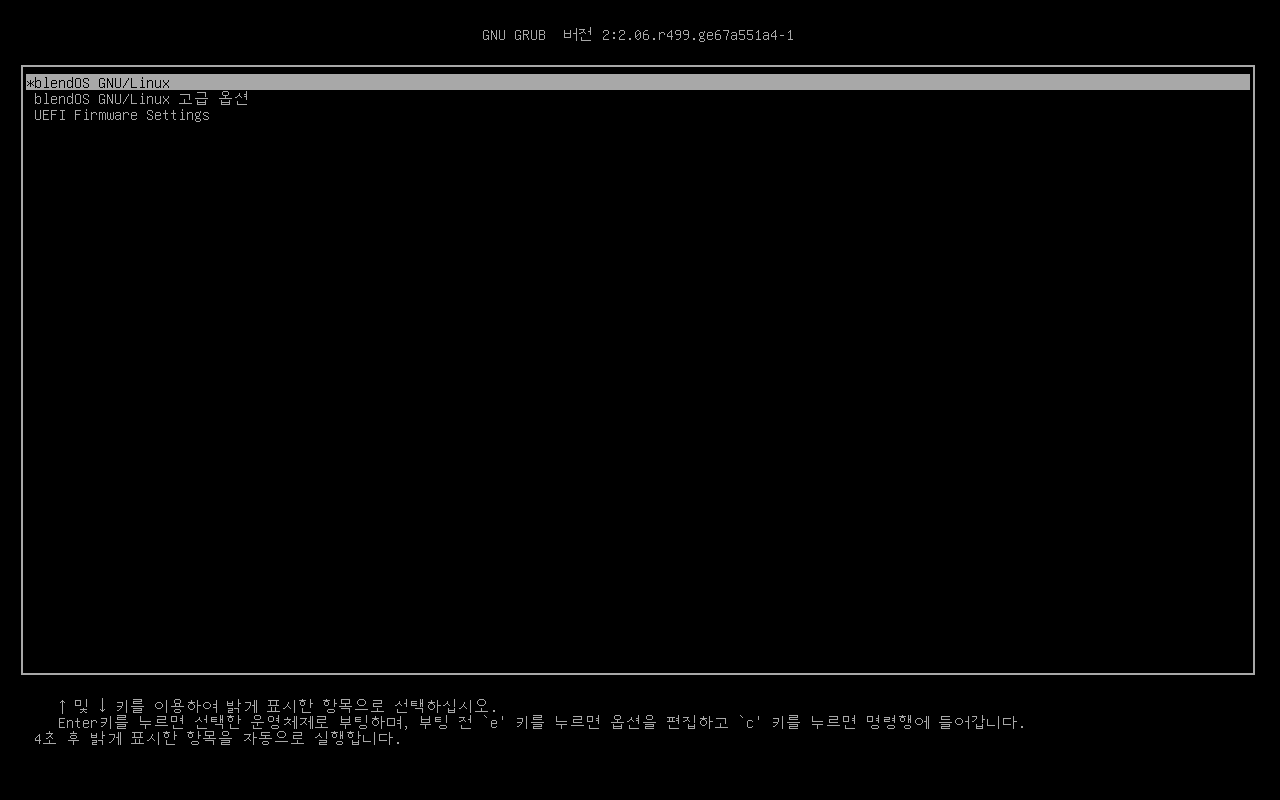 GNU GRUB  버전 2:2.06.r499.ge67a551a4-1
*blendOS GNU/Linux
blendOS GNU/Linux 고급 옵션
UEFI Firmware Settings
↑ 및 ↓ 키를 이용하여 밝게 표시한 항목으로 선택하십시오.
Enter키를 누르면 선택한 운영체제로 부팅하며, 부팅 전 `e' 키를 누르면 옵션을 편집하고 `c' 키를 누르면 명령행에 들어갑니다.
4초 후 밝게 표시한 항목을 자동으로 실행합니다.